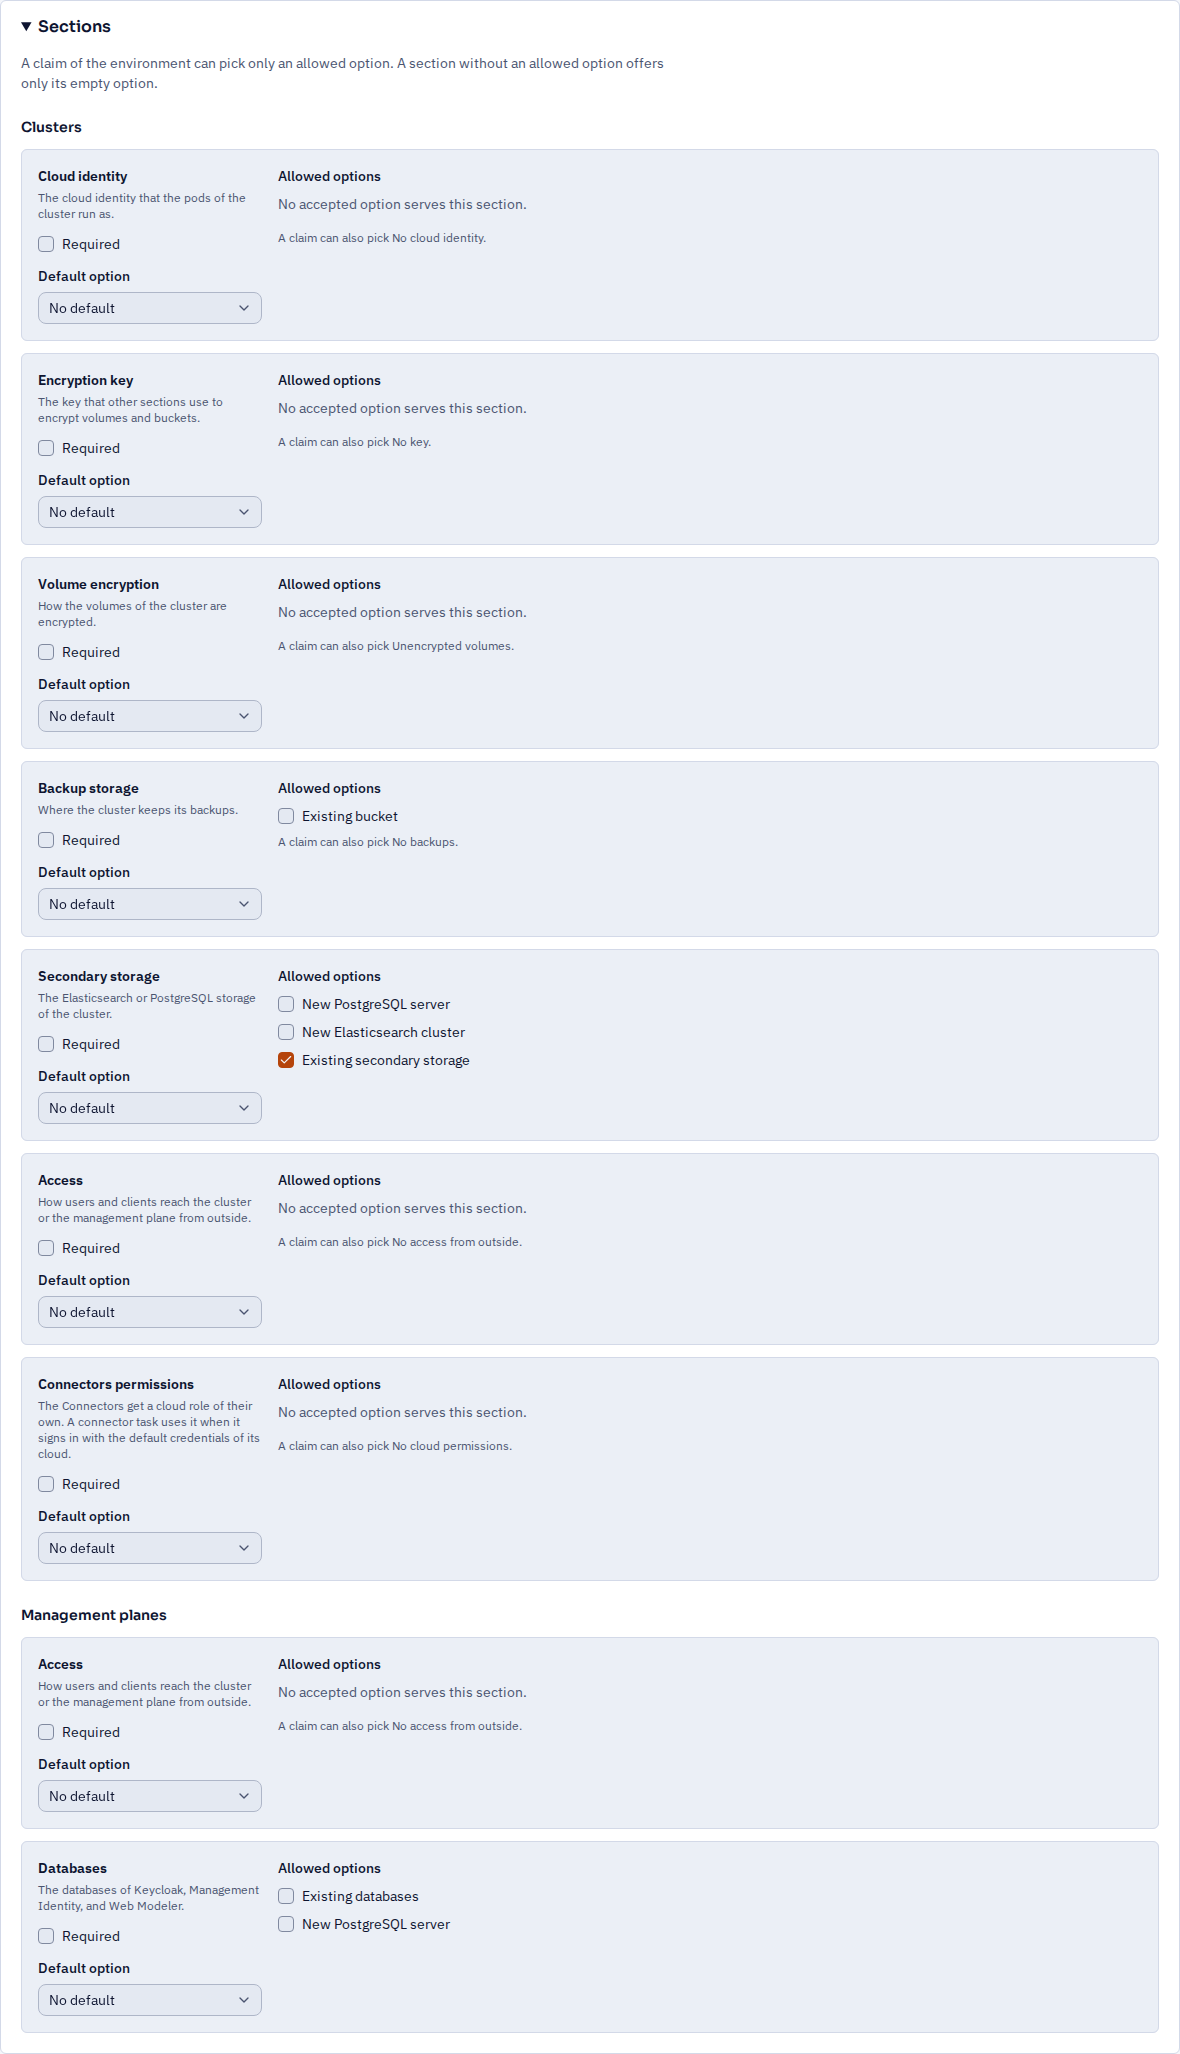 Sections
A claim of the environment can pick only an allowed option. A section without an allowed option offers
only its empty option.
Clusters
Cloud identity
The cloud identity that the pods of the
cluster run as.
Required
Default option
No default
Allowed options
No accepted option serves this section.
A claim can also pick No cloud identity.
Encryption key
The key that other sections use to
encrypt volumes and buckets.
Required
Default option
No default
Allowed options
No accepted option serves this section.
A claim can also pick No key.
Volume encryption
How the volumes of the cluster are
encrypted.
Required
Default option
No default
Allowed options
No accepted option serves this section.
A claim can also pick Unencrypted volumes.
Backup storage
Where the cluster keeps its backups.
Required
Default option
No default
Allowed options
Existing bucket
A claim can also pick No backups.
Secondary storage
The Elasticsearch or PostgreSQL storage
of the cluster.
Required
Default option
No default
Allowed options
New PostgreSQL server
New Elasticsearch cluster
Existing secondary storage
Access
How users and clients reach the cluster
or the management plane from outside.
Required
Default option
No default
Allowed options
No accepted option serves this section.
A claim can also pick No access from outside.
Connectors permissions
The Connectors get a cloud role of their
own. A connector task uses it when it
signs in with the default credentials of its
cloud.
Required
Default option
No default
Allowed options
No accepted option serves this section.
A claim can also pick No cloud permissions.
Management planes
Access
How users and clients reach the cluster
or the management plane from outside.
Required
Default option
No default
Allowed options
No accepted option serves this section.
A claim can also pick No access from outside.
Databases
The databases of Keycloak, Management
Identity, and Web Modeler.
Required
Default option
No default
Allowed options
Existing databases
New PostgreSQL server